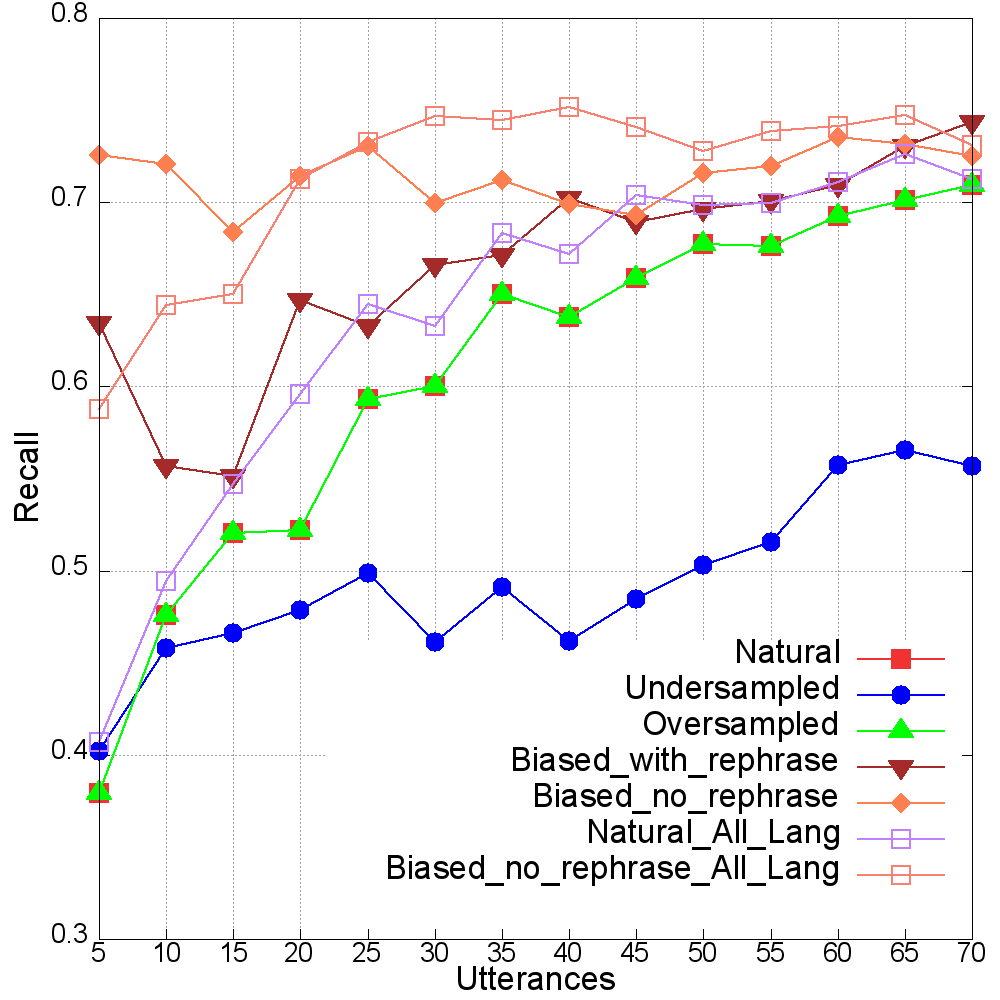 0.8
0.7
0.6
0.5
0.4
0.3
Recall
Natural
Undersampled
Oversampled
Biased_with_rephrase
Biased_no_rephrase
Natural_All_Lang
Biased_no_rephrase_All_Lang
5 10 15 20 25 30 35 40 45 50 55 60 65 70
Utterances